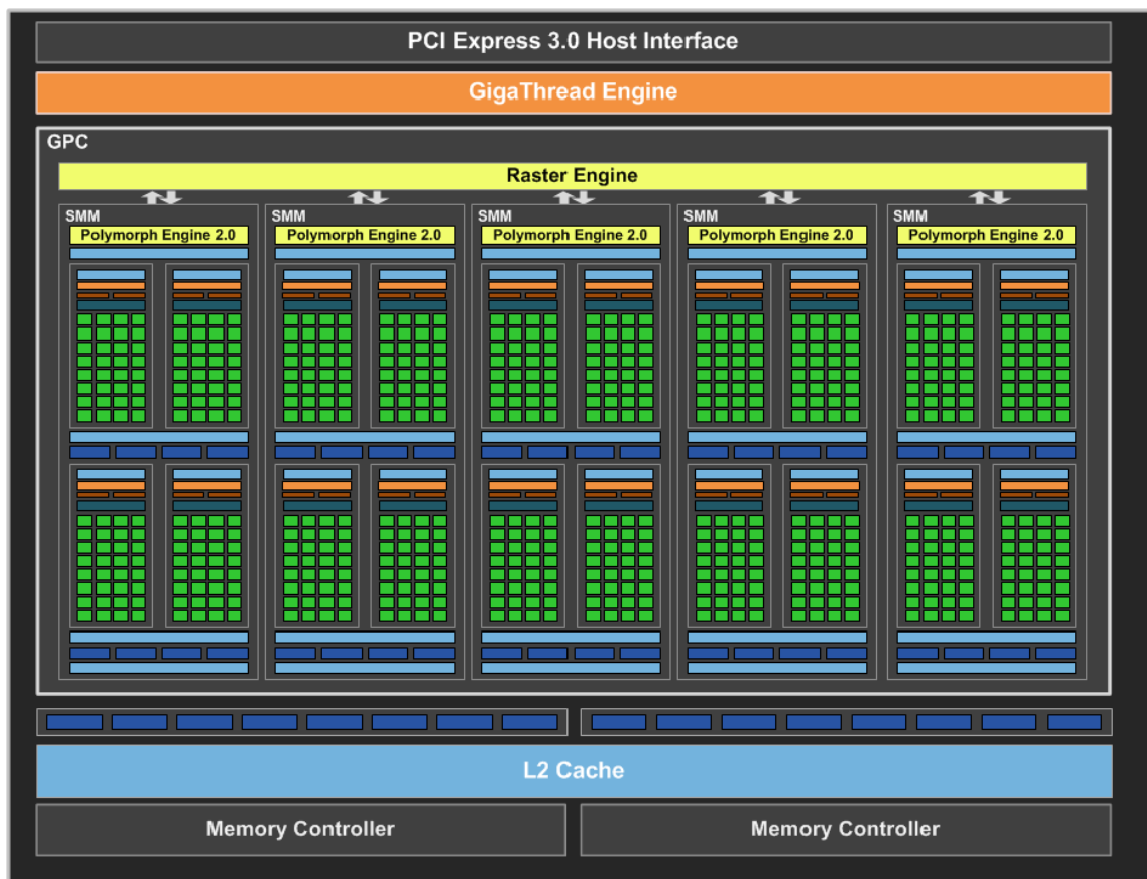 PCI Express 3.0 Host Interface
GigaThread Engine
GPC
Raster Engine
SMM SMM SMM SMM SMM
Polymorph Engine 2.0 Polymorph Engine 2.0 Polymorph Engine 2.0 Polymorph Engine 2.0 Polymorph Engine 2.0
L2 Cache
Memory Controller Memory Controller